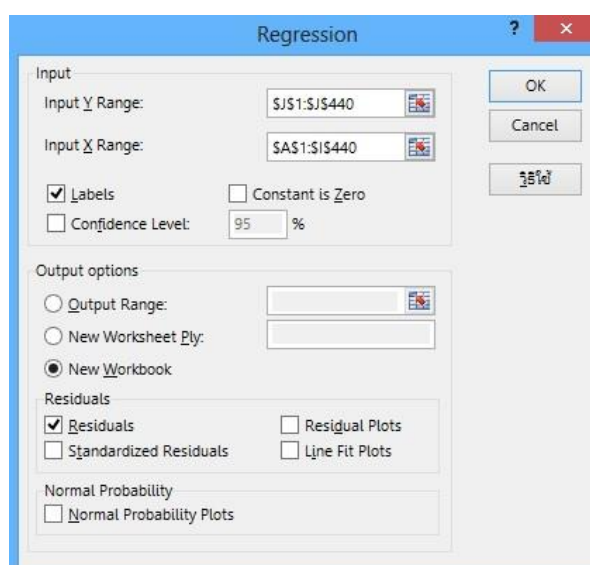 Regression
? ×
Input
Input Y Range: $J$1:$J$440
Input X Range: $A$1:$I$440
Labels Constant is Zero
Confidence Level: 95 %
OK
Cancel
วิธีใช้
Output options
Output Range:
New Worksheet Ply:
New Workbook
Residuals
Residuals Residual Plots
Standardized Residuals Line Fit Plots
Normal Probability
Normal Probability Plots